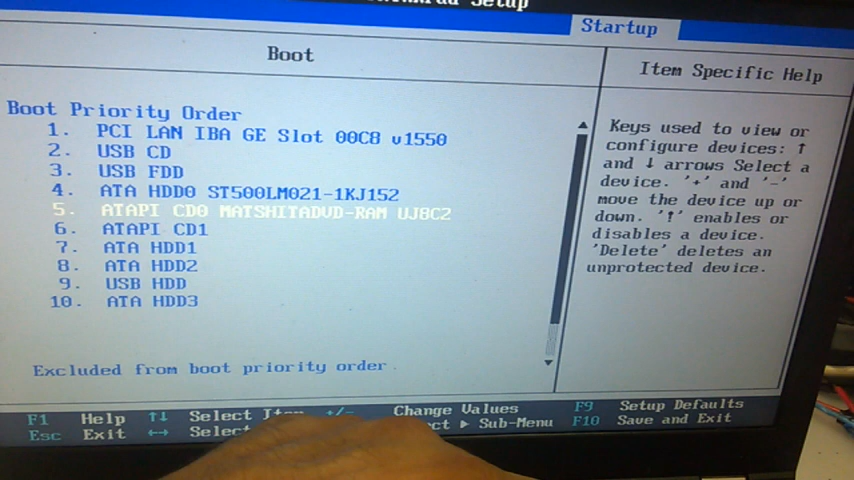 Setup
Startup
Boot
Item Specific Help
Boot Priority Order
1. PCI LAN IBA GE Slot 00C8 v1550
2. USB CD
3. USB FDD
4. ATA HDD0 ST500LM021-1KJ152
5. ATAPI CD0 MATSHITADVD-RAM UJ8C2
6. ATAPI CD1
7. ATA HDD1
8. ATA HDD2
9. USB HDD
10. ATA HDD3
Excluded from boot priority order
Keys used to view or
configure devices: ↑
and ↓ arrows Select a
device. '+' and '-'
move the device up or
down. '↑' enables or
disables a device.
'Delete' deletes an
unprotected device.
F1 Help ↑↓ Select Item +/- Change Values F9 Setup Defaults
Esc Exit ↔ Select ▶ Sub-Menu F10 Save and Exit